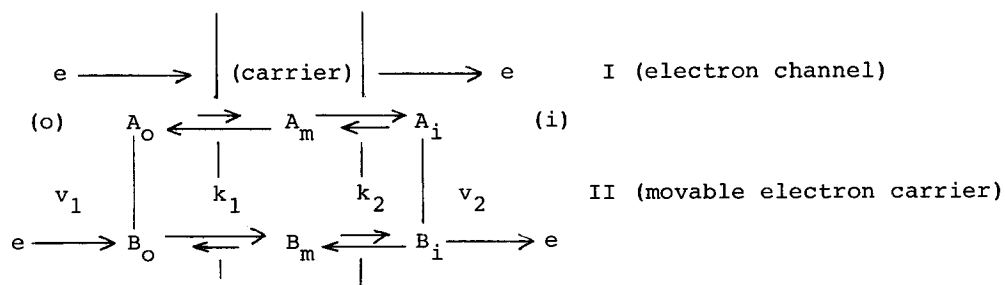 e (carrier) e I (electron channel)
(o) A_o A_m A_i (i)
v_1 k_1 k_2 v_2 II (movable electron carrier)
e B_o B_m B_i e